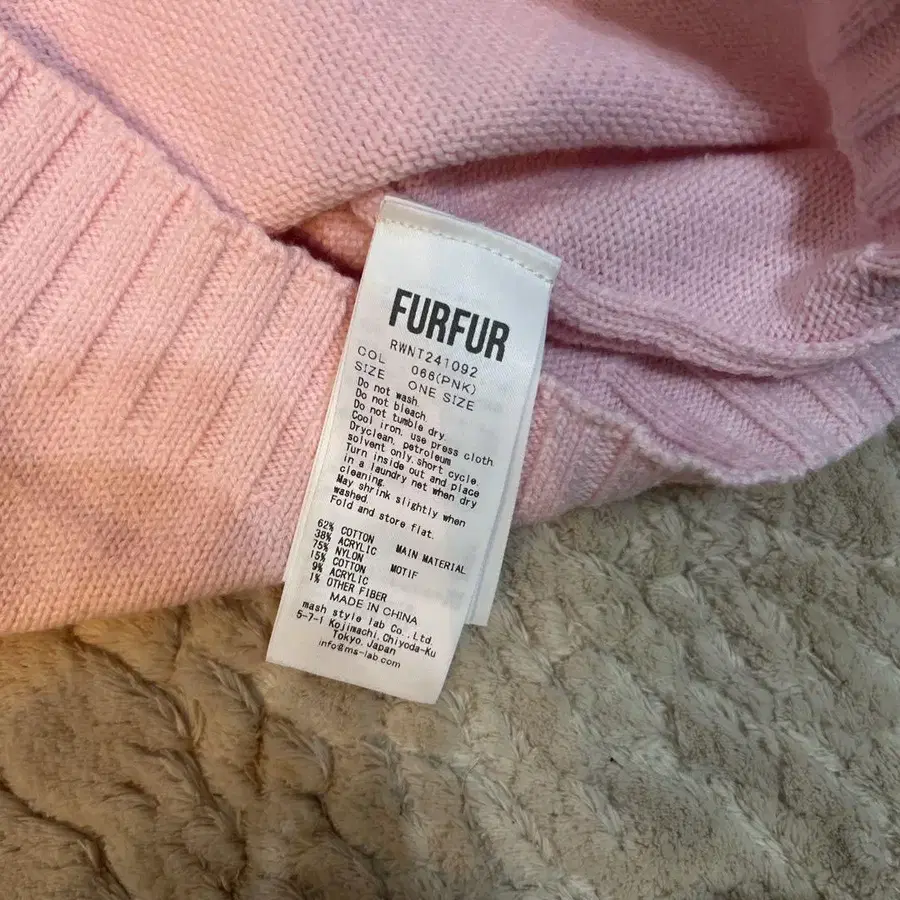 FURFUR
RWNT241092
COL 066(PNK)
SIZE ONE SIZE
Do not wash.
Do not bleach.
Do not tumble dry.
Cool iron, use press cloth.
Dryclean, petroleum
solvent only, short cycle.
Turn inside out and place
in a laundry net when dry
cleaning.
May shrink slightly when
washed.
Fold and store flat.
62% COTTON
38% ACRYLIC MAIN MATERIAL
75% NYLON
15% COTTON MOTIF
9% ACRYLIC
1% OTHER FIBER
MADE IN CHINA
mash style lab Co.,Ltd.
5-7-1 Kojimachi, Chiyoda-Ku
Tokyo, Japan
info@ms-lab.com